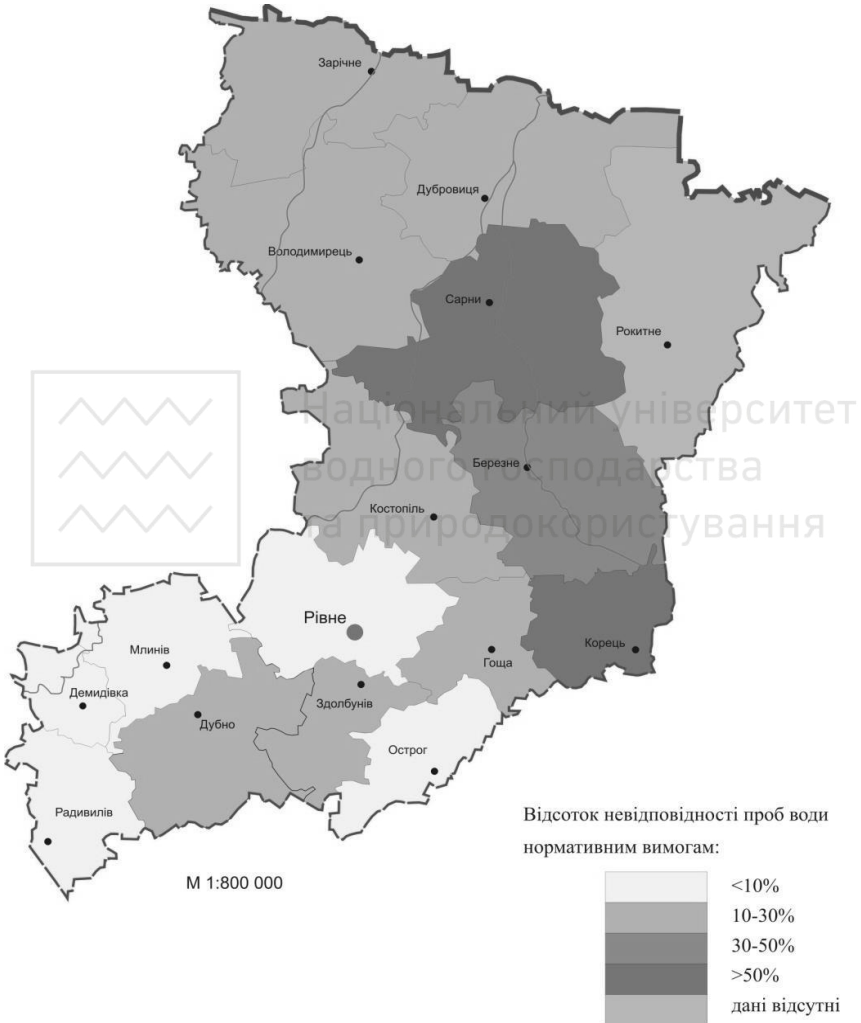 Зарічне
Дубровиця
Володимирець
Сарни
Рокитне
Національний університет
водного господарства
та природокористування
Березне
Костопіль
Рівне
Млинів
Гоща
Корець
Демидівка
Здолбунів
Дубно
Острог
Радивилів
М 1:800 000
Відсоток невідповідності проб води
нормативним вимогам:
<10%
10-30%
30-50%
>50%
дані відсутні